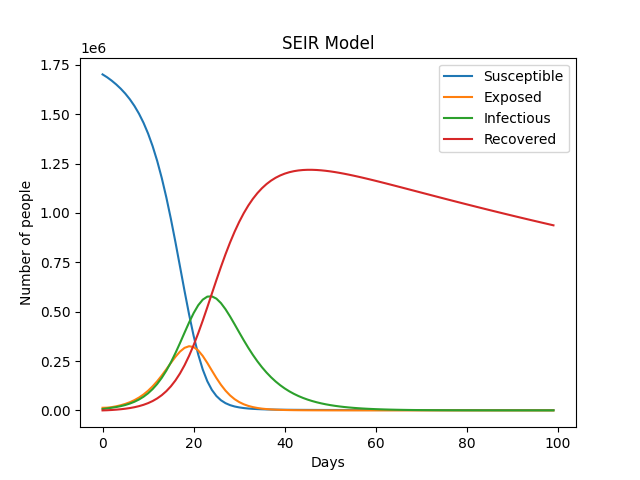 SEIR Model
1e6
1.75
1.50
1.25
1.00
0.75
0.50
0.25
0.00
Number of people
0 20 40 60 80 100
Days
Susceptible
Exposed
Infectious
Recovered